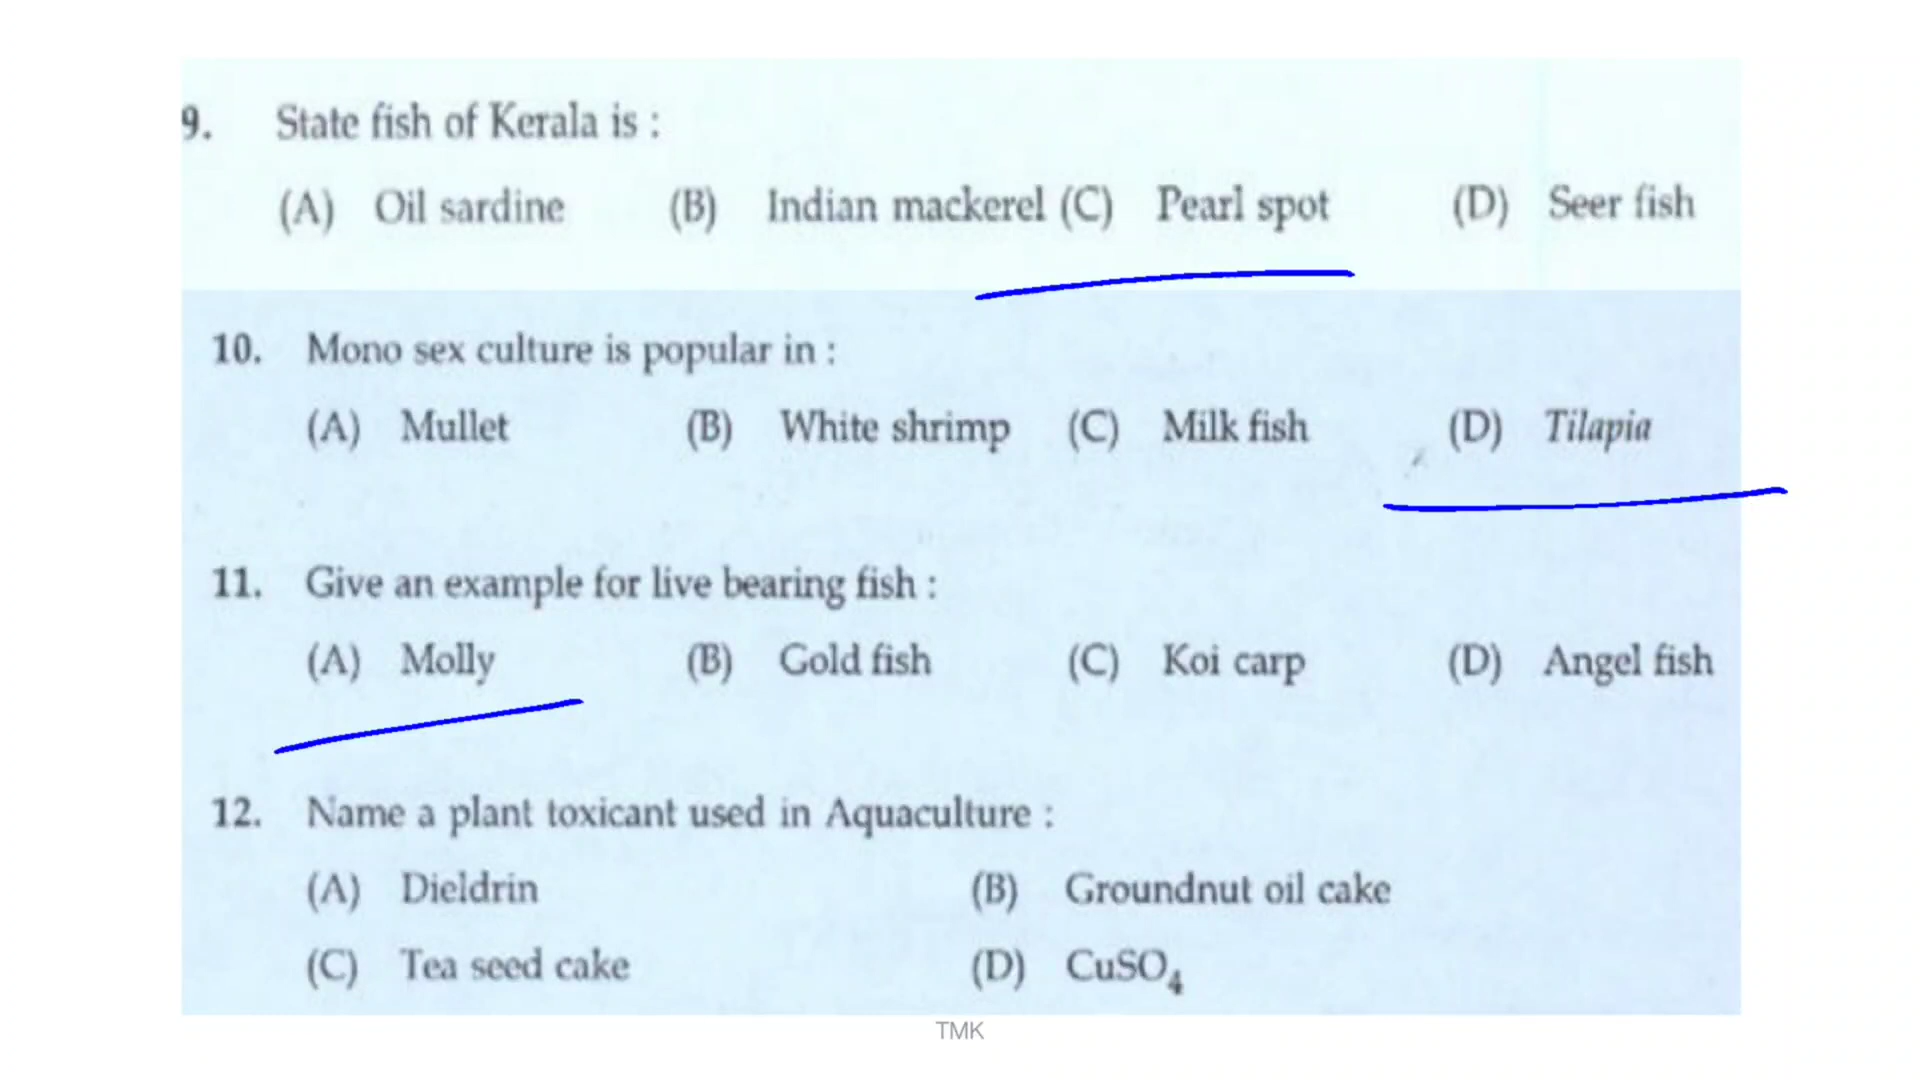 9. State fish of Kerala is :
(A) Oil sardine (B) Indian mackerel (C) Pearl spot (D) Seer fish
10. Mono sex culture is popular in :
(A) Mullet (B) White shrimp (C) Milk fish (D) Tilapia
11. Give an example for live bearing fish :
(A) Molly (B) Gold fish (C) Koi carp (D) Angel fish
12. Name a plant toxicant used in Aquaculture :
(A) Dieldrin (B) Groundnut oil cake
(C) Tea seed cake (D) CuSO₄
TMK